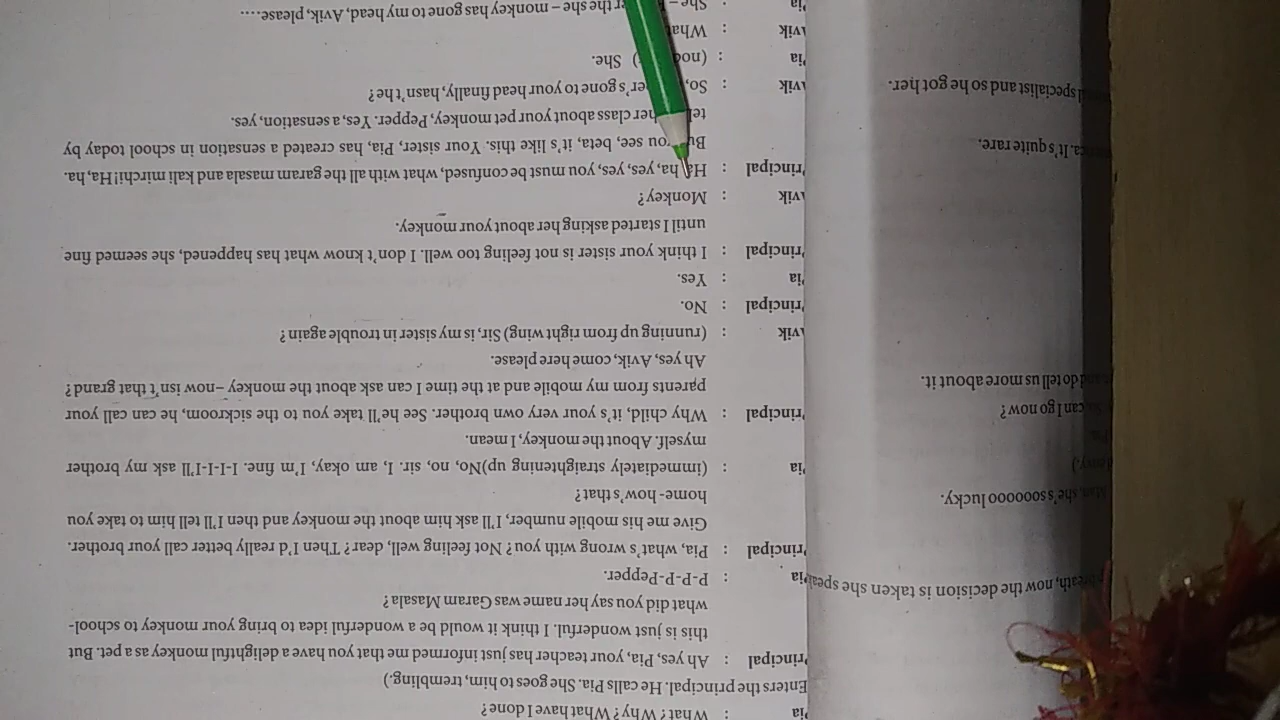 breath, now the decision is taken she speak
she's soooooo lucky.
Pia,
can I go now?
and do tell us more about it.
It's quite rare.
specialist and so he got her.
Pia : What? Why? What have I done?
Enters the principal. He calls Pia. She goes to him, trembling.)
Principal : Ah yes, Pia, your teacher has just informed me that you have a delightful monkey as a pet. But
this is just wonderful. I think it would be a wonderful idea to bring your monkey to school-
what did you say her name was Garam Masala?
Pia : P-P-P-Pepper.
Principal : Pia, what's wrong with you? Not feeling well, dear? Then I'd really better call your brother.
Give me his mobile number, I'll ask him about the monkey and then I'll tell him to take you
home- how's that?
Pia : (immediately straightening up)No, no, sir. I, am okay, I'm fine. I-I-I-I'll ask my brother
myself. About the monkey, I mean.
Principal : Why child, it's your very own brother. See he'll take you to the sickroom, he can call your
parents from my mobile and at the time I can ask about the monkey –now isn't that grand?
Ah yes, Avik, come here please.
Avik : (running up from right wing) Sir, is my sister in trouble again?
Principal : No.
Pia : Yes.
Principal : I think your sister is not feeling too well. I don't know what has happened, she seemed fine
until I started asking her about your monkey.
Avik : Monkey?
Principal : Ha, ha, yes, yes, you must be confused, what with all the garam masala and kali mirchi! Ha, ha.
But you see, beta, it's like this. Your sister, Pia, has created a sensation in school today by
her class about your pet monkey, Pepper. Yes, a sensation, yes.
Avik : So, gone to your head finally, hasn't he?
Pia : She.
Avik : What
Pia : She – the she – monkey has gone to my head, Avik, please....